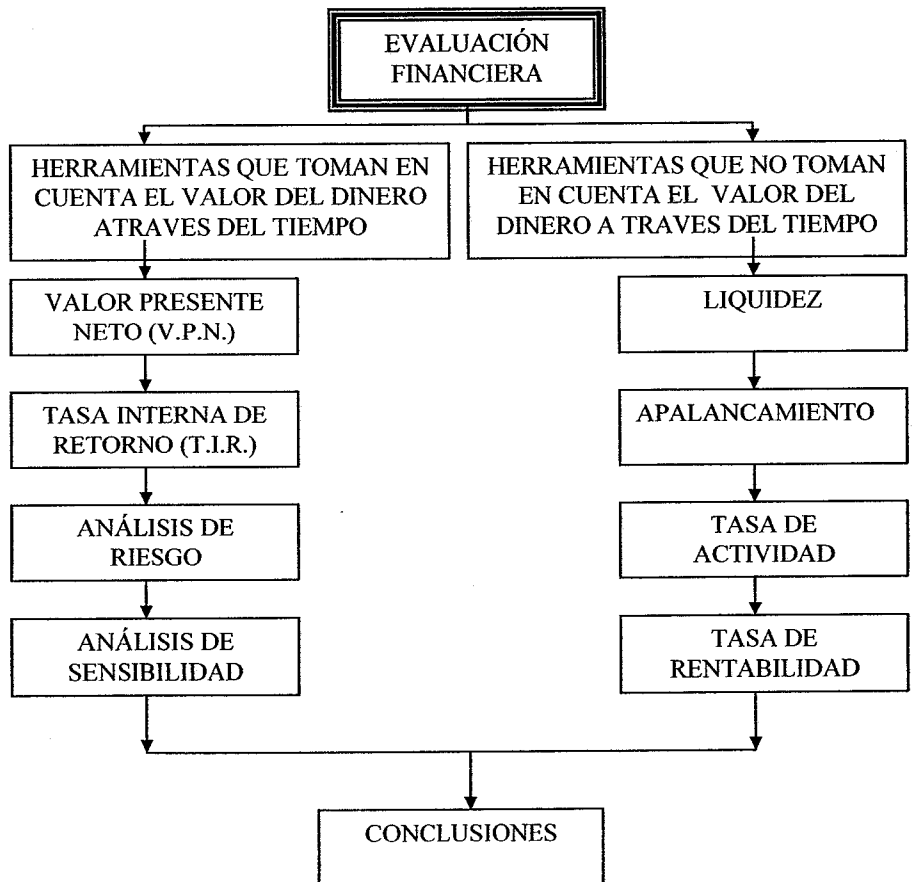 EVALUACIÓN
FINANCIERA
HERRAMIENTAS QUE TOMAN EN
CUENTA EL VALOR DEL DINERO
ATRAVES DEL TIEMPO
HERRAMIENTAS QUE NO TOMAN
EN CUENTA EL VALOR DEL
DINERO A TRAVES DEL TIEMPO
VALOR PRESENTE
NETO (V.P.N.)
TASA INTERNA DE
RETORNO (T.I.R.)
ANÁLISIS DE
RIESGO
ANÁLISIS DE
SENSIBILIDAD
LIQUIDEZ
APALANCAMIENTO
TASA DE
ACTIVIDAD
TASA DE
RENTABILIDAD
CONCLUSIONES